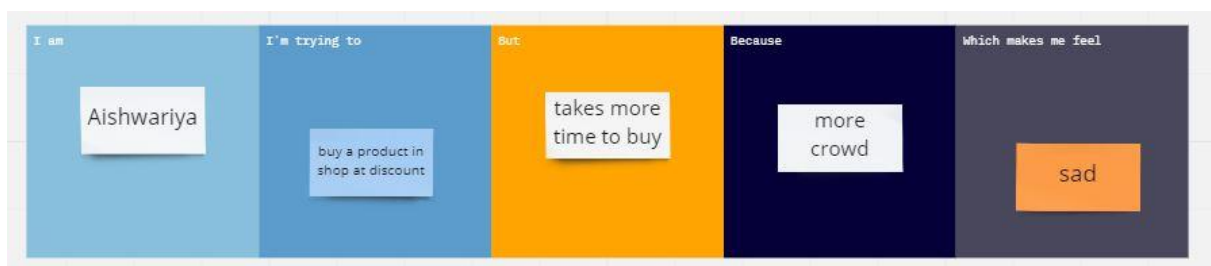 I am
Aishwariya
I'm trying to
buy a product in
shop at discount
But
takes more
time to buy
Because
more
crowd
Which makes me feel
sad